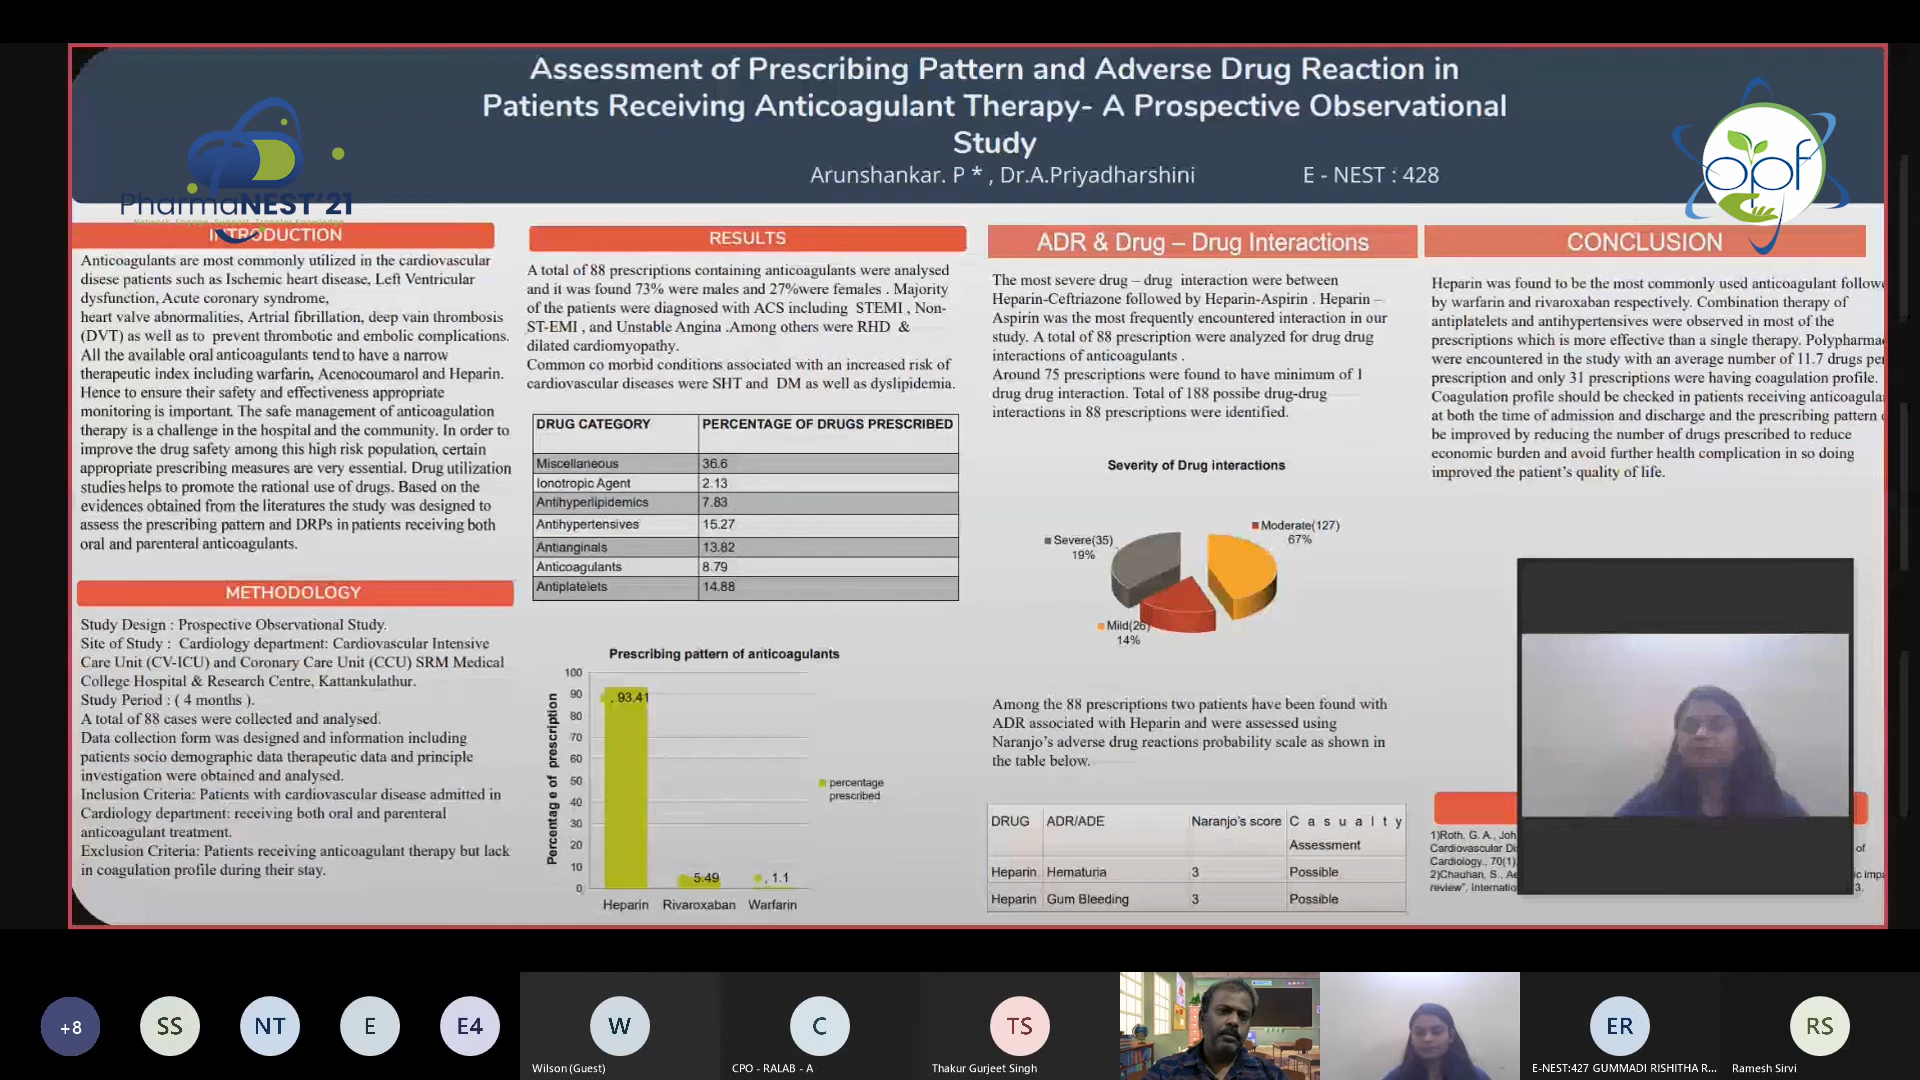 Assessment of Prescribing Pattern and Adverse Drug Reaction in
Patients Receiving Anticoagulant Therapy- A Prospective Observational
Study
Arunshankar. P * , Dr.A.Priyadharshini
E - NEST : 428
PharmaNEST'21
opf
INTRODUCTION
Anticoagulants are most commonly utilized in the cardiovascular
disese patients such as Ischemic heart disease, Left Ventricular
dysfunction, Acute coronary syndrome,
heart valve abnormalities, Artrial fibrillation, deep vain thrombosis
(DVT) as well as to prevent thrombotic and embolic complications.
All the available oral anticoagulants tend to have a narrow
therapeutic index including warfarin, Acenocoumarol and Heparin.
Hence to ensure their safety and effectiveness appropriate
monitoring is important. The safe management of anticoagulation
therapy is a challenge in the hospital and the community. In order to
improve the drug safety among this high risk population, certain
appropriate prescribing measures are very essential. Drug utilization
studies helps to promote the rational use of drugs. Based on the
evidences obtained from the literatures the study was designed to
assess the prescribing pattern and DRPs in patients receiving both
oral and parenteral anticoagulants.
METHODOLOGY
Study Design : Prospective Observational Study.
Site of Study : Cardiology department: Cardiovascular Intensive
Care Unit (CV-ICU) and Coronary Care Unit (CCU) SRM Medical
College Hospital & Research Centre, Kattankulathur.
Study Period : ( 4 months ).
A total of 88 cases were collected and analysed.
Data collection form was designed and information including
patients socio demographic data therapeutic data and principle
investigation were obtained and analysed.
Inclusion Criteria: Patients with cardiovascular disease admitted in
Cardiology department: receiving both oral and parenteral
anticoagulant treatment.
Exclusion Criteria: Patients receiving anticoagulant therapy but lack
in coagulation profile during their stay.
RESULTS
A total of 88 prescriptions containing anticoagulants were analysed
and it was found 73% were males and 27%were females . Majority
of the patients were diagnosed with ACS including STEMI , Non-
ST-EMI , and Unstable Angina .Among others were RHD &
dilated cardiomyopathy.
Common co morbid conditions associated with an increased risk of
cardiovascular diseases were SHT and DM as well as dyslipidemia.
DRUG CATEGORY PERCENTAGE OF DRUGS PRESCRIBED
Miscellaneous 36.6
Ionotropic Agent 2.13
Antihyperlipidemics 7.83
Antihypertensives 15.27
Antianginals 13.82
Anticoagulants 8.79
Antiplatelets 14.88
Prescribing pattern of anticoagulants
Percentage of prescription
100
90
80
70
60
50
40
30
20
10
0
, 93.41
5.49
, 1.1
Heparin Rivaroxaban Warfarin
percentage
prescribed
ADR & Drug – Drug Interactions
The most severe drug – drug interaction were between
Heparin-Ceftriazone followed by Heparin-Aspirin . Heparin –
Aspirin was the most frequently encountered interaction in our
study. A total of 88 prescription were analyzed for drug drug
interactions of anticoagulants .
Around 75 prescriptions were found to have minimum of 1
drug drug interaction. Total of 188 possibe drug-drug
interactions in 88 prescriptions were identified.
Severity of Drug interactions
Moderate(127)
67%
Severe(35)
19%
Mild(26)
14%
Among the 88 prescriptions two patients have been found with
ADR associated with Heparin and were assessed using
Naranjo's adverse drug reactions probability scale as shown in
the table below.
DRUG ADR/ADE Naranjo's score Casualty
Assessment
Heparin Hematuria 3 Possible
Heparin Gum Bleeding 3 Possible
CONCLUSION
Heparin was found to be the most commonly used anticoagulant follow
by warfarin and rivaroxaban respectively. Combination therapy of
antiplatelets and antihypertensives were observed in most of the
prescriptions which is more effective than a single therapy. Polypharma
were encountered in the study with an average number of 11.7 drugs per
prescription and only 31 prescriptions were having coagulation profile.
Coagulation profile should be checked in patients receiving anticoagula
at both the time of admission and discharge and the prescribing pattern
be improved by reducing the number of drugs prescribed to reduce
economic burden and avoid further health complication in so doing
improved the patient's quality of life.
1)Roth. G. A., Joh
Cardiovascular Di of
Cardiology., 70(1)
2)Chauhan, S., Ae ic impa
review", Internatio 3.
+8
SS
NT
E
E4
W
Wilson (Guest)
C
CPO - RALAB - A
TS
Thakur Gurjeet Singh
ER
E-NEST:427 GUMMADI RISHITHA R...
RS
Ramesh Sirvi